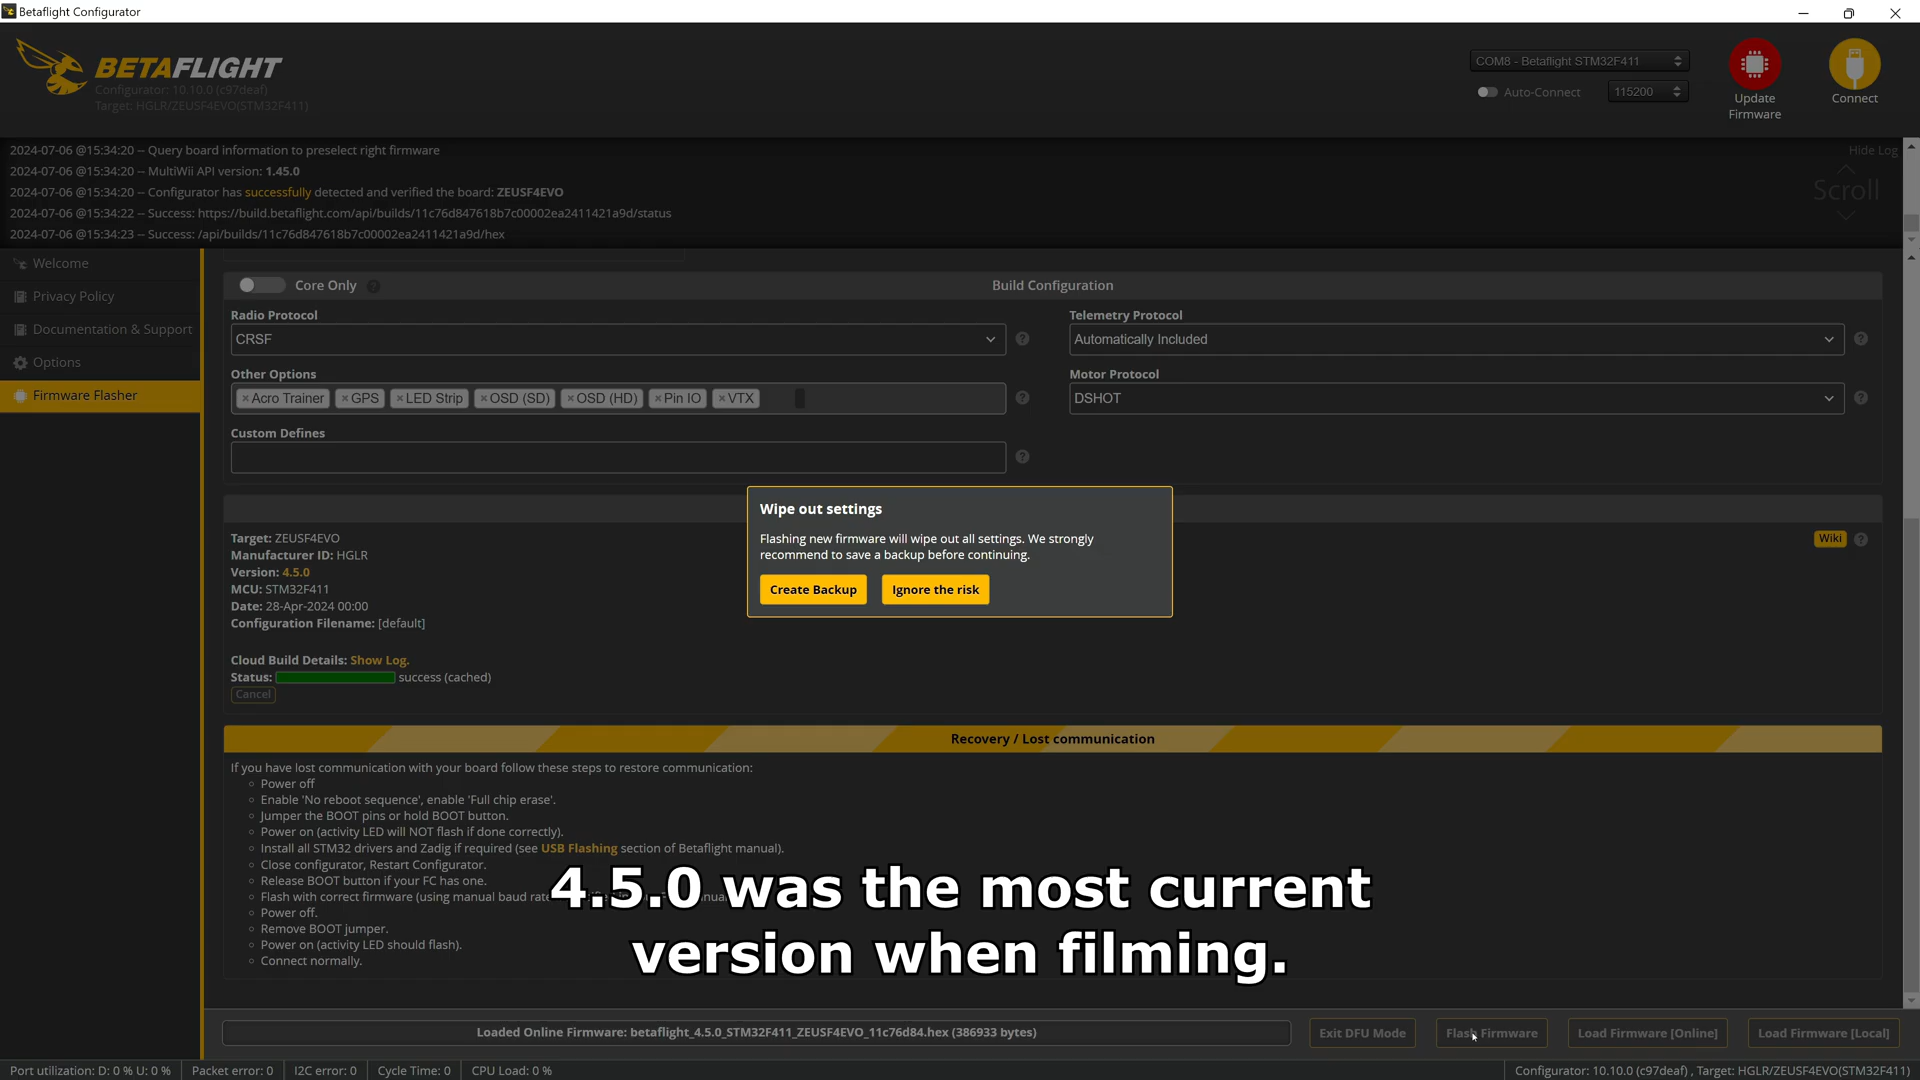 Betaflight Configurator
BETAFLIGHT
Configurator: 10.10.0 (c97deaf)
Target: HGLR/ZEUSF4EVO(STM32F411)
COM8 - Betaflight STM32F411
Auto-Connect
115200
Update
Firmware
Connect
2024-07-06 @15:34:20 -- Query board information to preselect right firmware
2024-07-06 @15:34:20 -- MultiWii API version: 1.45.0
2024-07-06 @15:34:20 -- Configurator has successfully detected and verified the board: ZEUSF4EVO
2024-07-06 @15:34:22 -- Success: https://build.betaflight.com/api/builds/11c76d847618b7c00002ea2411421a9d/status
2024-07-06 @15:34:23 -- Success: /api/builds/11c76d847618b7c00002ea2411421a9d/hex
Hide Log
Scroll
Welcome
Privacy Policy
Documentation & Support
Options
Firmware Flasher
Core Only
Build Configuration
Radio Protocol
CRSF
Telemetry Protocol
Automatically Included
Other Options
× Acro Trainer × GPS × LED Strip × OSD (SD) × OSD (HD) × Pin IO × VTX
Motor Protocol
DSHOT
Custom Defines
Target: ZEUSF4EVO
Manufacturer ID: HGLR
Version: 4.5.0
MCU: STM32F411
Date: 28-Apr-2024 00:00
Configuration Filename: [default]
Wiki
Cloud Build Details: Show Log.
Status: success (cached)
Cancel
Wipe out settings
Flashing new firmware will wipe out all settings. We strongly
recommend to save a backup before continuing.
Create Backup
Ignore the risk
Recovery / Lost communication
If you have lost communication with your board follow these steps to restore communication:
Power off
Enable 'No reboot sequence', enable 'Full chip erase'.
Jumper the BOOT pins or hold BOOT button.
Power on (activity LED will NOT flash if done correctly).
Install all STM32 drivers and Zadig if required (see USB Flashing section of Betaflight manual).
Close configurator, Restart Configurator.
Release BOOT button if your FC has one.
Flash with correct firmware (using manual baud rate
Power off.
Remove BOOT jumper.
Power on (activity LED should flash).
Connect normally.
4.5.0 was the most current
version when filming.
Loaded Online Firmware: betaflight_4.5.0_STM32F411_ZEUSF4EVO_11c76d84.hex (386933 bytes)
Exit DFU Mode
Flash Firmware
Load Firmware [Online]
Load Firmware [Local]
Port utilization: D: 0 % U: 0 %
Packet error: 0
I2C error: 0
Cycle Time: 0
CPU Load: 0 %
Configurator: 10.10.0 (c97deaf) , Target: HGLR/ZEUSF4EVO(STM32F411)